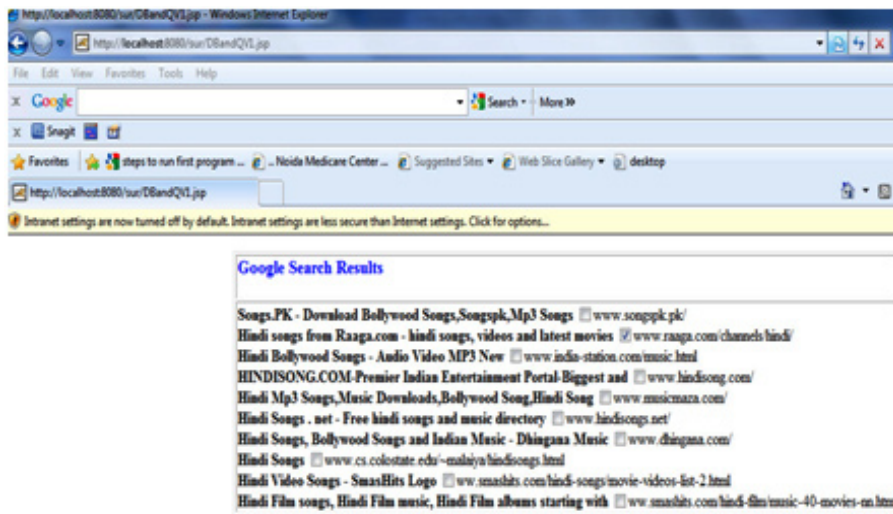 http://localhost:8080/sur/DBandQV1.jsp - Windows Internet Explorer
http://localhost:8080/sur/DBandQV1.jsp
File Edit View Favorites Tools Help
x Google Search More »
x Snagit
Favorites steps to run first program ... .. Noida Medicare Center ... Suggested Sites Web Slice Gallery desktop
http://localhost:8080/sur/DBandQV1.jsp
Intranet settings are now turned off by default. Intranet settings are less secure than Internet settings. Click for options...
Google Search Results
Songs.PK - Download Bollywood Songs,Songspk,Mp3 Songs www.songspk.pk/
Hindi songs from Raaga.com - hindi songs, videos and latest movies www.raaga.com/channels/hindi/
Hindi Bollywood Songs - Audio Video MP3 New www.india-station.com/music.html
HINDISONG.COM-Premier Indian Entertainment Portal-Biggest and www.hindisong.com/
Hindi Mp3 Songs,Music Downloads,Bollywood Song,Hindi Song www.musicmaza.com/
Hindi Songs . net - Free hindi songs and music directory www.hindisongs.net/
Hindi Songs, Bollywood Songs and Indian Music - Dhingana Music www.dhingana.com/
Hindi Songs www.cs.colostate.edu/~malaiya/hindisongs.html
Hindi Video Songs - SmasHits Logo ww.smashits.com/hindi-songs/movie-videos-list-2.html
Hindi Film songs, Hindi Film music, Hindi Film albums starting with ww.smashits.com/hindi-film/music-40-movies-nn.htm